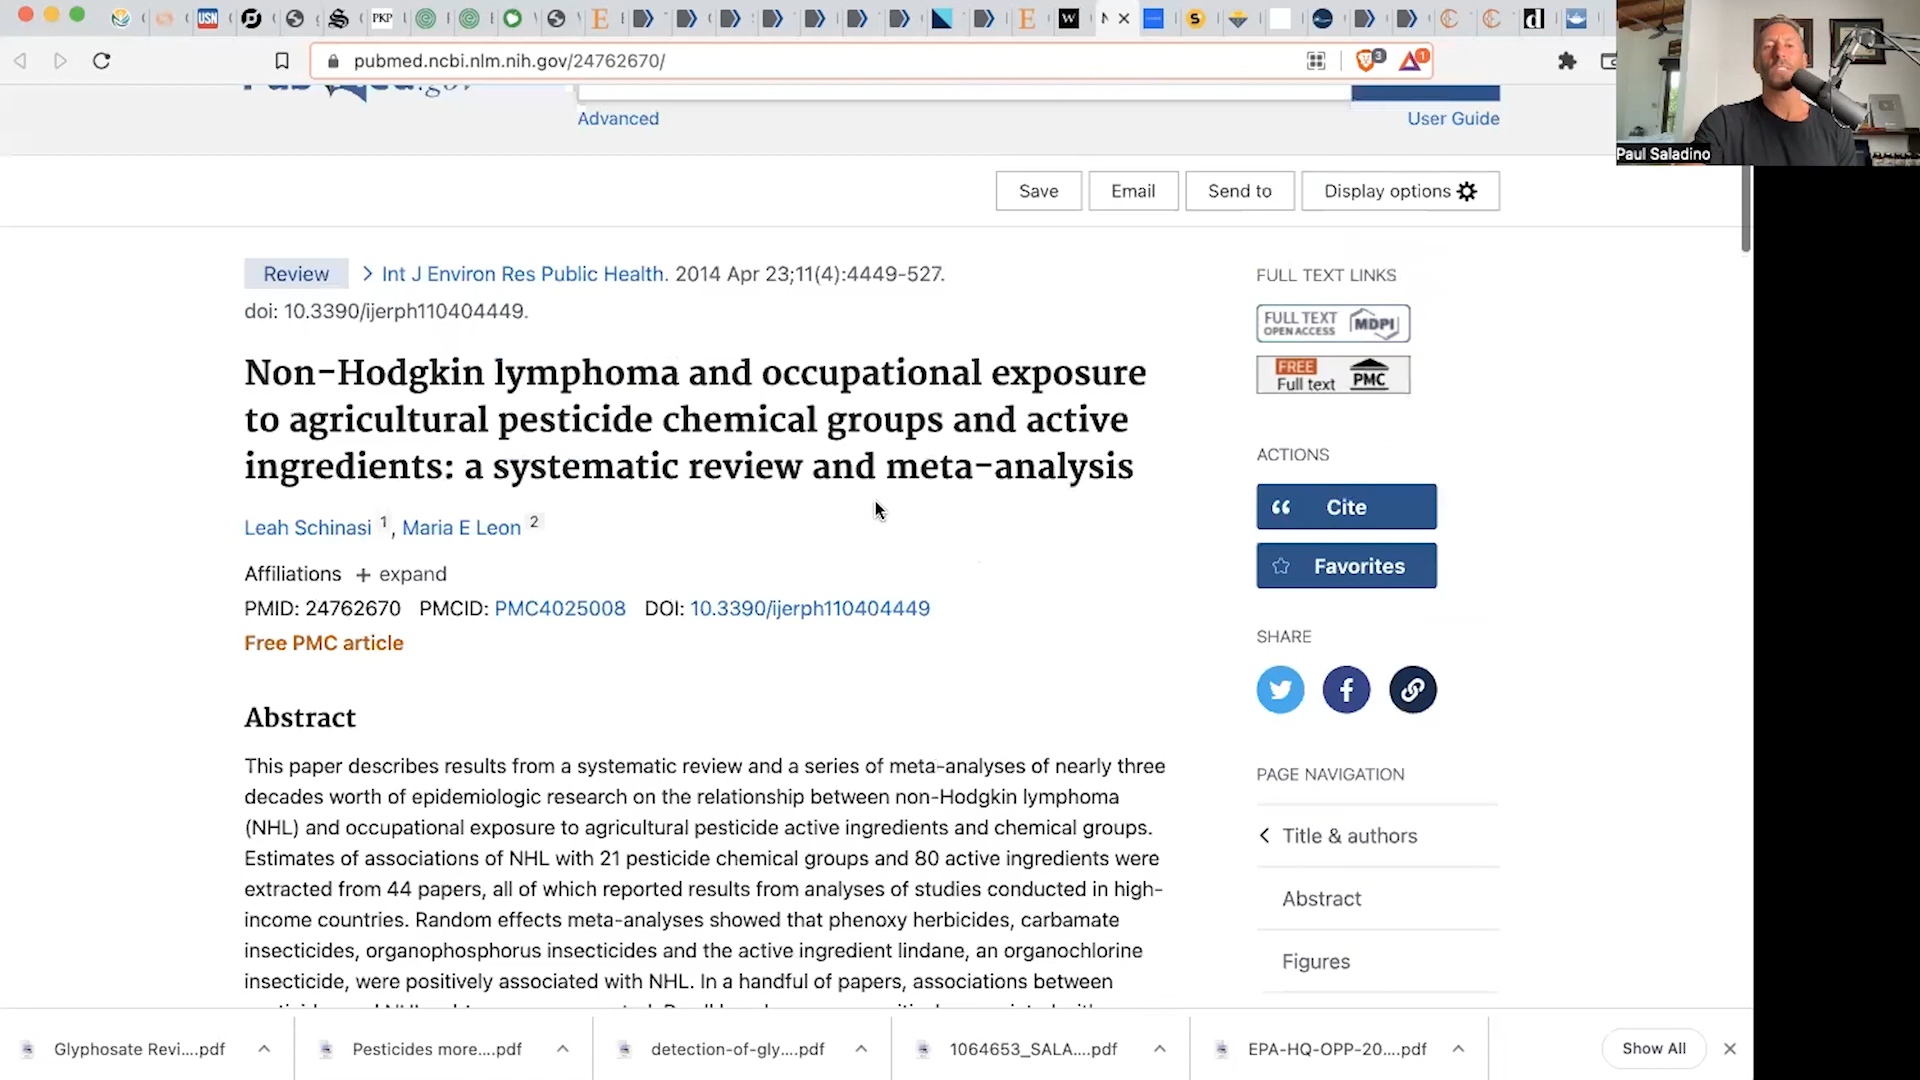 USN
PKP
E
E
W
S
d
pubmed.ncbi.nlm.nih.gov/24762670/
3
1
Paul Saladino
Advanced
User Guide
Save
Email
Send to
Display options
Review
Int J Environ Res Public Health. 2014 Apr 23;11(4):4449-527.
doi: 10.3390/ijerph110404449.
Non-Hodgkin lymphoma and occupational exposure
to agricultural pesticide chemical groups and active
ingredients: a systematic review and meta-analysis
Leah Schinasi 1, Maria E Leon 2
Affiliations + expand
PMID: 24762670 PMCID: PMC4025008 DOI: 10.3390/ijerph110404449
Free PMC article
Abstract
This paper describes results from a systematic review and a series of meta-analyses of nearly three
decades worth of epidemiologic research on the relationship between non-Hodgkin lymphoma
(NHL) and occupational exposure to agricultural pesticide active ingredients and chemical groups.
Estimates of associations of NHL with 21 pesticide chemical groups and 80 active ingredients were
extracted from 44 papers, all of which reported results from analyses of studies conducted in high-
income countries. Random effects meta-analyses showed that phenoxy herbicides, carbamate
insecticides, organophosphorus insecticides and the active ingredient lindane, an organochlorine
insecticide, were positively associated with NHL. In a handful of papers, associations between
FULL TEXT LINKS
FULL TEXT
OPEN ACCESS
MDPI
FREE
Full text
PMC
ACTIONS
Cite
Favorites
SHARE
PAGE NAVIGATION
Title & authors
Abstract
Figures
Glyphosate Revi....pdf
Pesticides more....pdf
detection-of-gly....pdf
1064653_SALA....pdf
EPA-HQ-OPP-20....pdf
Show All